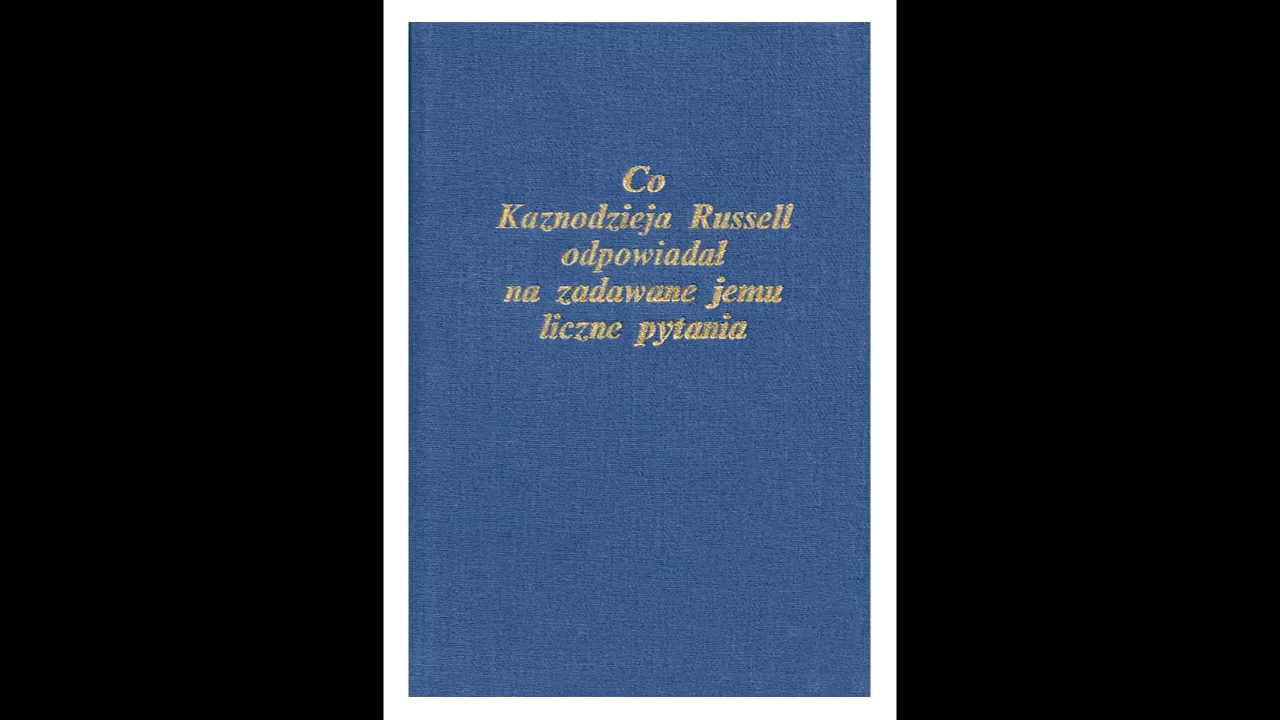 Co
Kaznodzieja Russell
odpowiadał
na zadawane jemu
liczne pytania